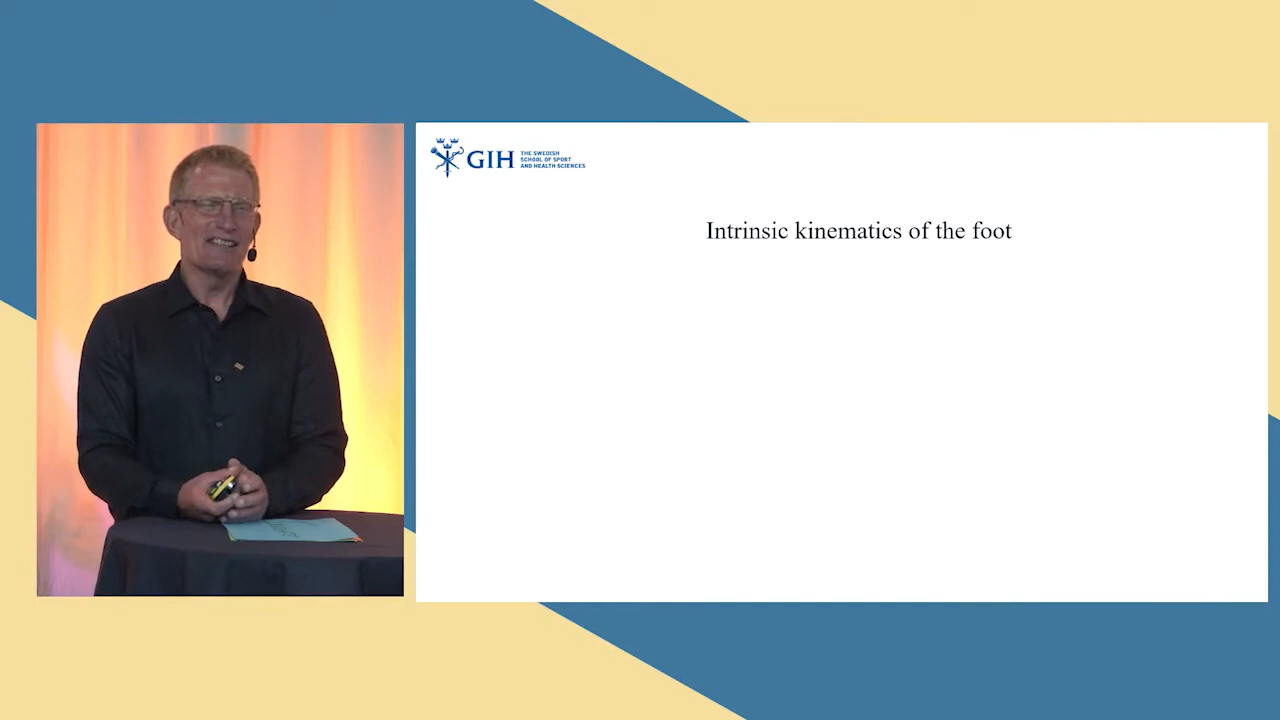 GIH
THE SWEDISH
SCHOOL OF SPORT
AND HEALTH SCIENCES
Intrinsic kinematics of the foot